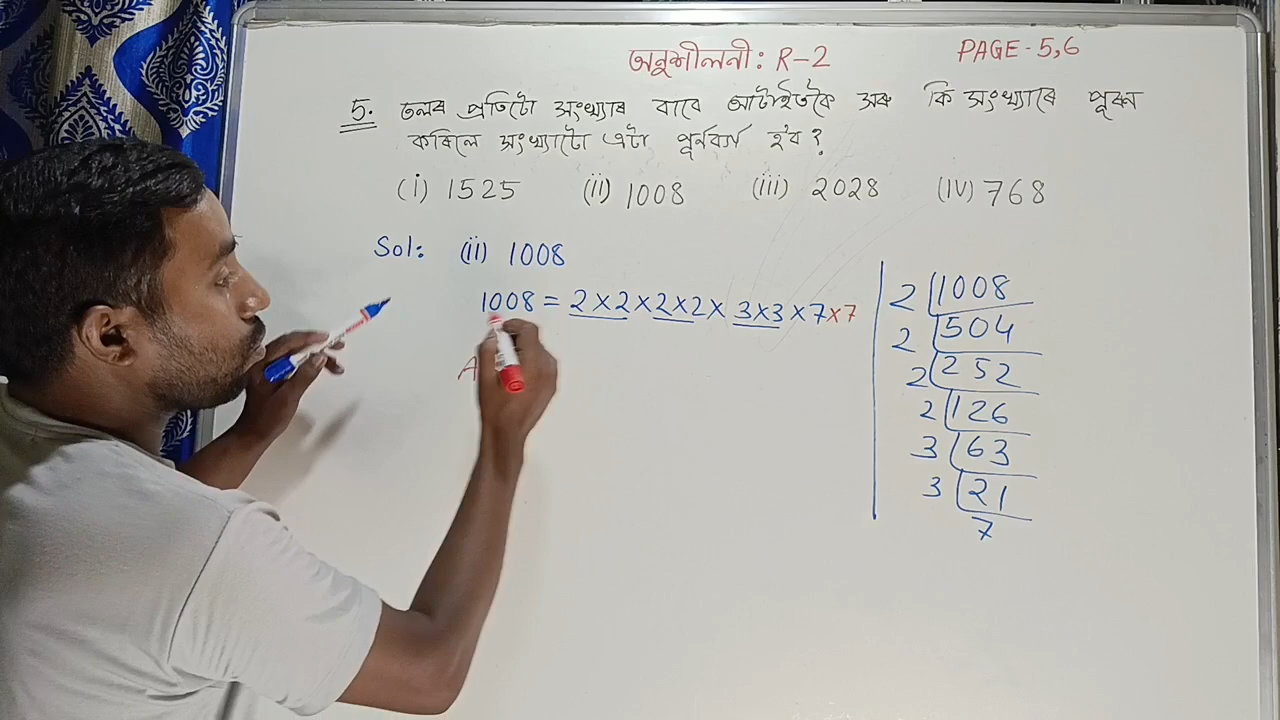 অনুশীলনী: R-2 PAGE-5,6
5. তলৰ প্ৰতিটো সংখ্যাৰ বাবে আটাইতকৈ সৰু কি সংখ্যাৰে পূৰণ
কৰিলে সংখ্যাটো এটা পূৰ্নবৰ্গ হ'ব?
(i) 1525 (ii) 1008 (iii) 2028 (iv) 768
Sol: (ii) 1008
1008 = 2×2×2×2×3×3×7×7
A
2 1008
2 504
2 252
2 126
3 63
3 21
7